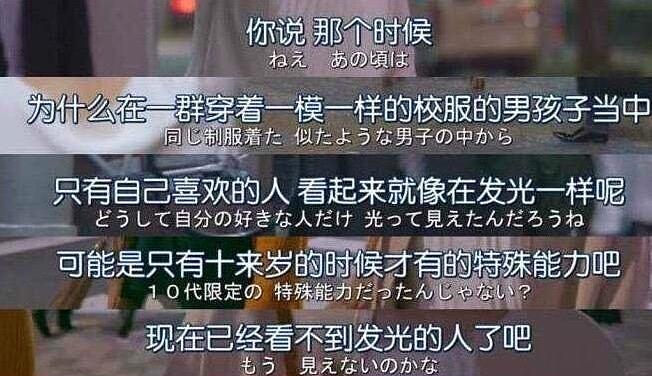 你说 那个时候
ねえ あの頃は
为什么在一群穿着一模一样的校服的男孩子当中
同じ制服着た 似たような男子の中から
只有自己喜欢的人 看起来就像在发光一样呢
どうして自分の好きな人だけ 光って見えたんだろうね
可能是只有十来岁的时候才有的特殊能力吧
１０代限定の 特殊能力だったんじゃない？
现在已经看不到发光的人了吧
もう 見えないのかな